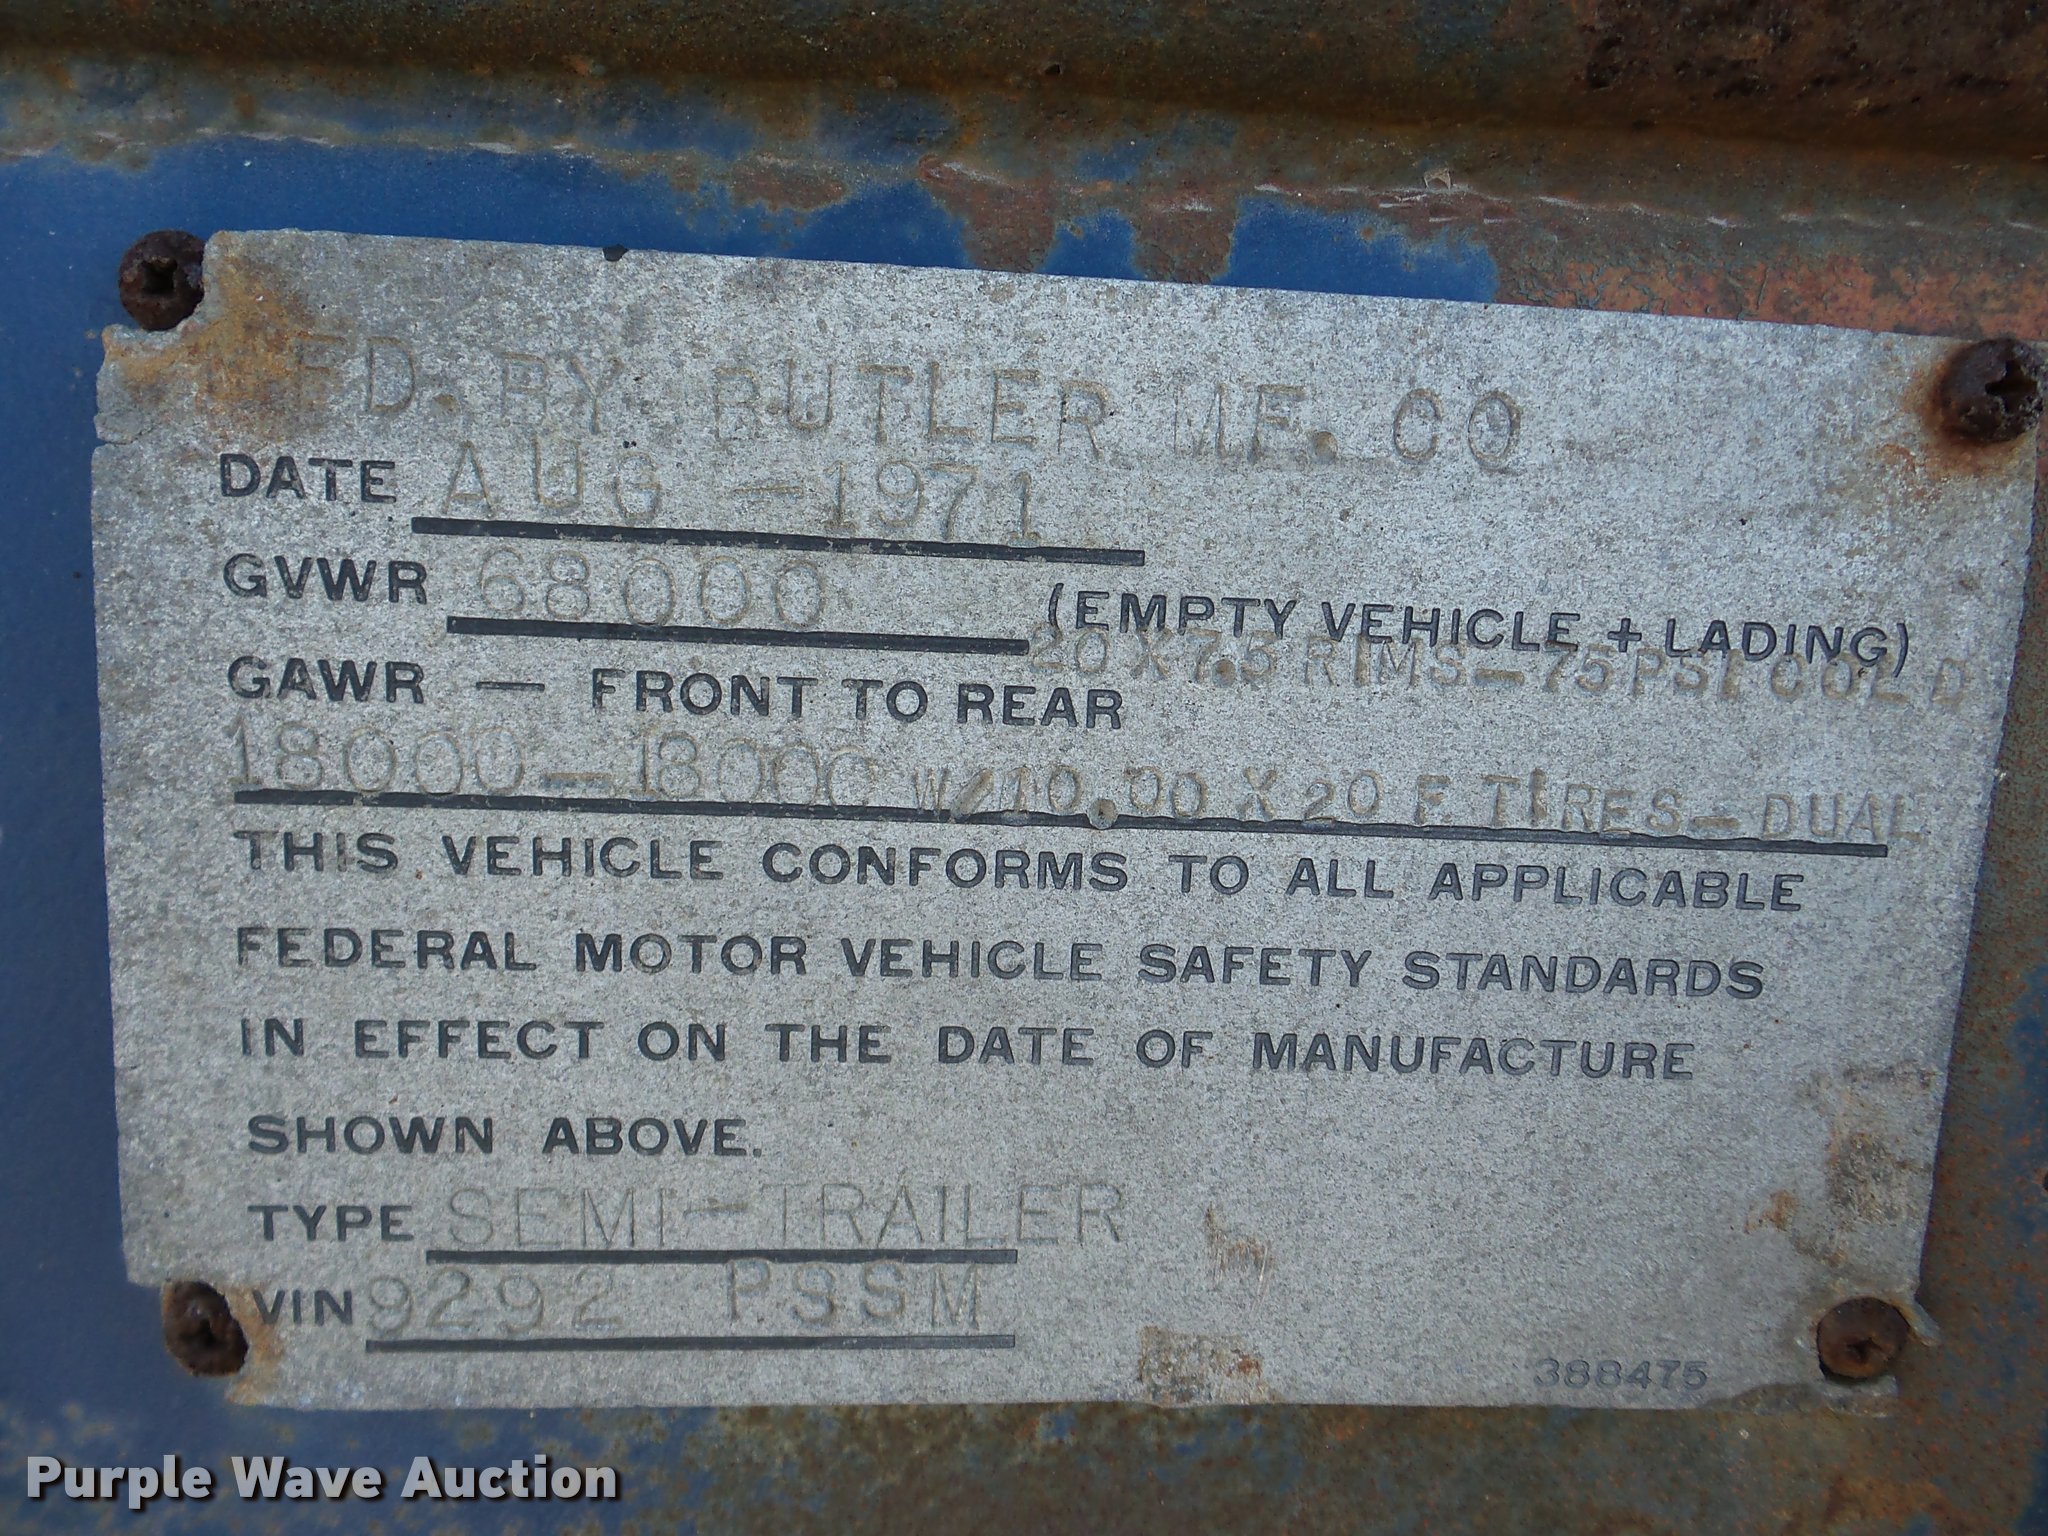 MFD. BY BUTLER MF. CO
DATE AUG - 1971
GVWR 68000 (EMPTY VEHICLE + LADING)
20 X 7.5 RIMS - 75 PSI COLD
GAWR — FRONT TO REAR
18000 - 18000 W/10.00 X 20 F. TIRES - DUAL
THIS VEHICLE CONFORMS TO ALL APPLICABLE
FEDERAL MOTOR VEHICLE SAFETY STANDARDS
IN EFFECT ON THE DATE OF MANUFACTURE
SHOWN ABOVE.
TYPE SEMI-TRAILER
VIN 9292 PSSM
388475
Purple Wave Auction